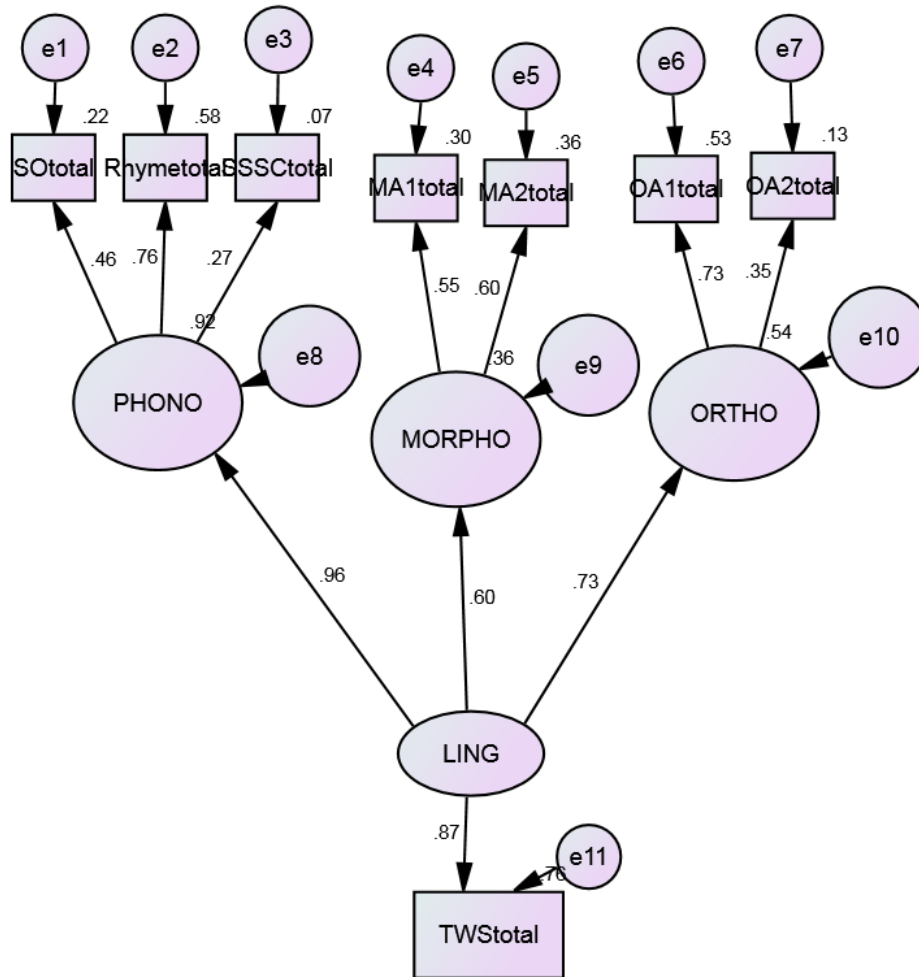 e1
e2
e3
e4
e5
e6
e7
.22
.58
.07
.30
.36
.53
.13
SOtotal
Rhymetotal
SSSCtotal
MA1total
MA2total
OA1total
OA2total
.46
.76
.27
.55
.60
.73
.35
.92
.36
.54
e8
e9
e10
PHONO
MORPHO
ORTHO
.96
.60
.73
LING
.87
e11
.76
TWStotal